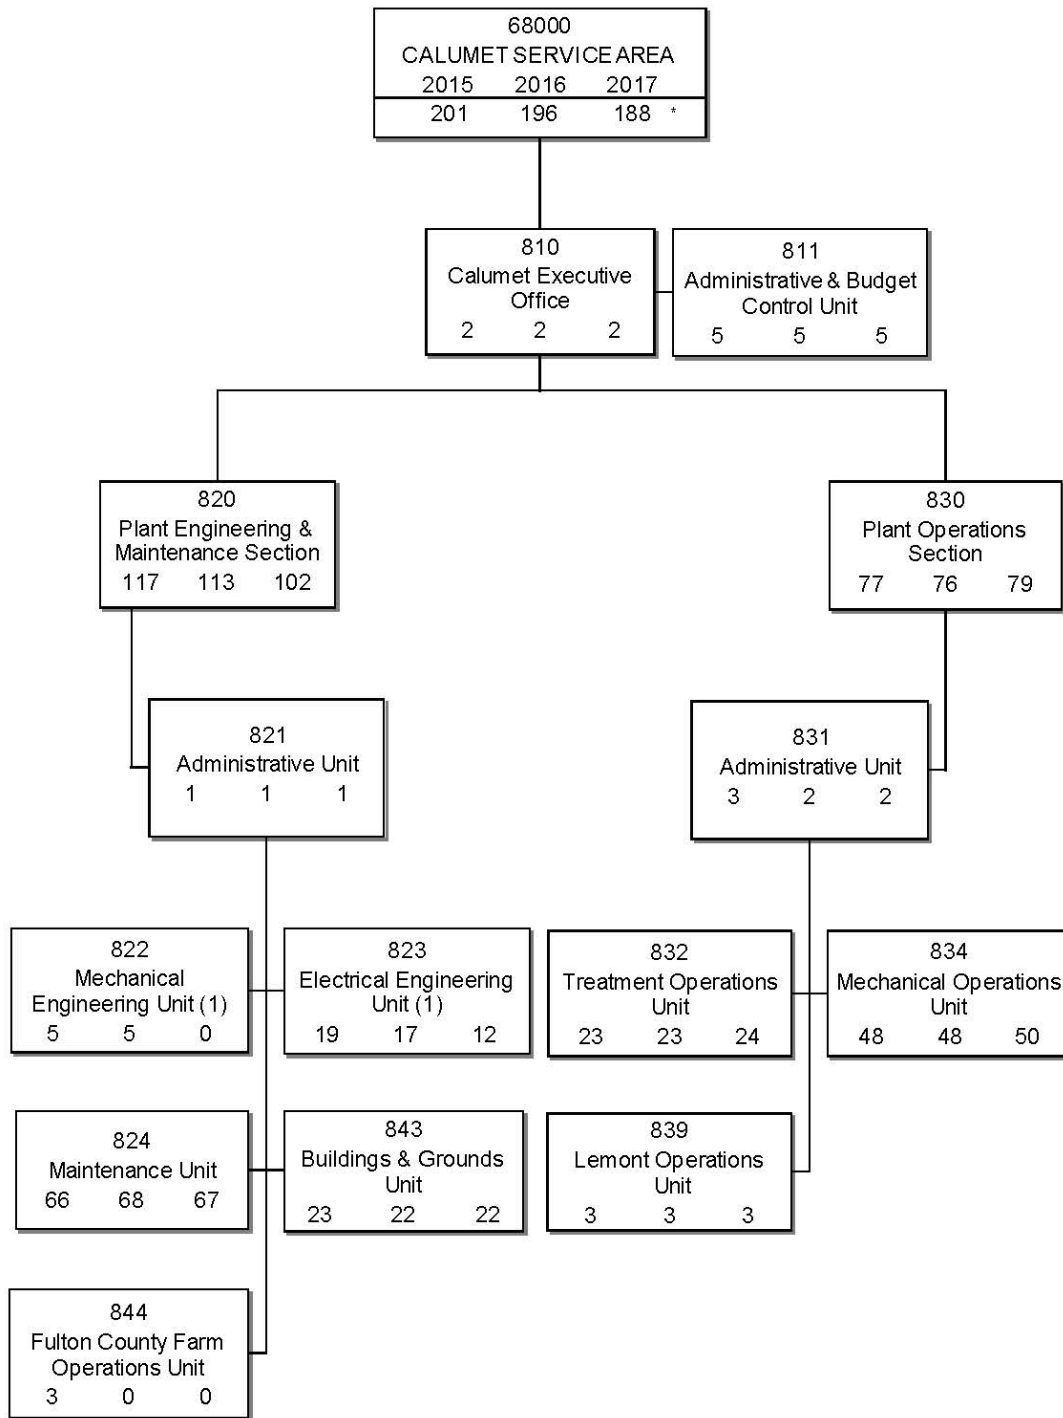 68000
CALUMET SERVICE AREA
2015 2016 2017
201 196 188 *
810
Calumet Executive
Office
2 2 2
811
Administrative & Budget
Control Unit
5 5 5
820
Plant Engineering &
Maintenance Section
117 113 102
830
Plant Operations
Section
77 76 79
821
Administrative Unit
1 1 1
831
Administrative Unit
3 2 2
822
Mechanical
Engineering Unit (1)
5 5 0
823
Electrical Engineering
Unit (1)
19 17 12
832
Treatment Operations
Unit
23 23 24
834
Mechanical Operations
Unit
48 48 50
824
Maintenance Unit
66 68 67
843
Buildings & Grounds
Unit
23 22 22
839
Lemont Operations
Unit
3 3 3
844
Fulton County Farm
Operations Unit
3 0 0